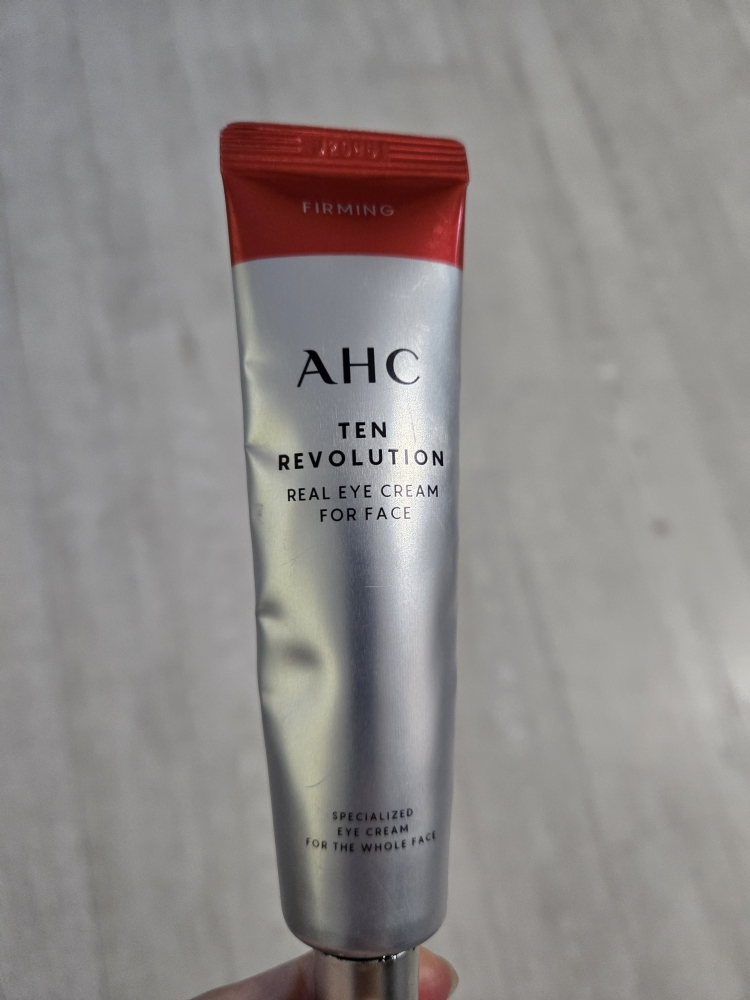 FIRMING
AHC
TEN
REVOLUTION
REAL EYE CREAM
FOR FACE
SPECIALIZED
EYE CREAM
FOR THE WHOLE FACE